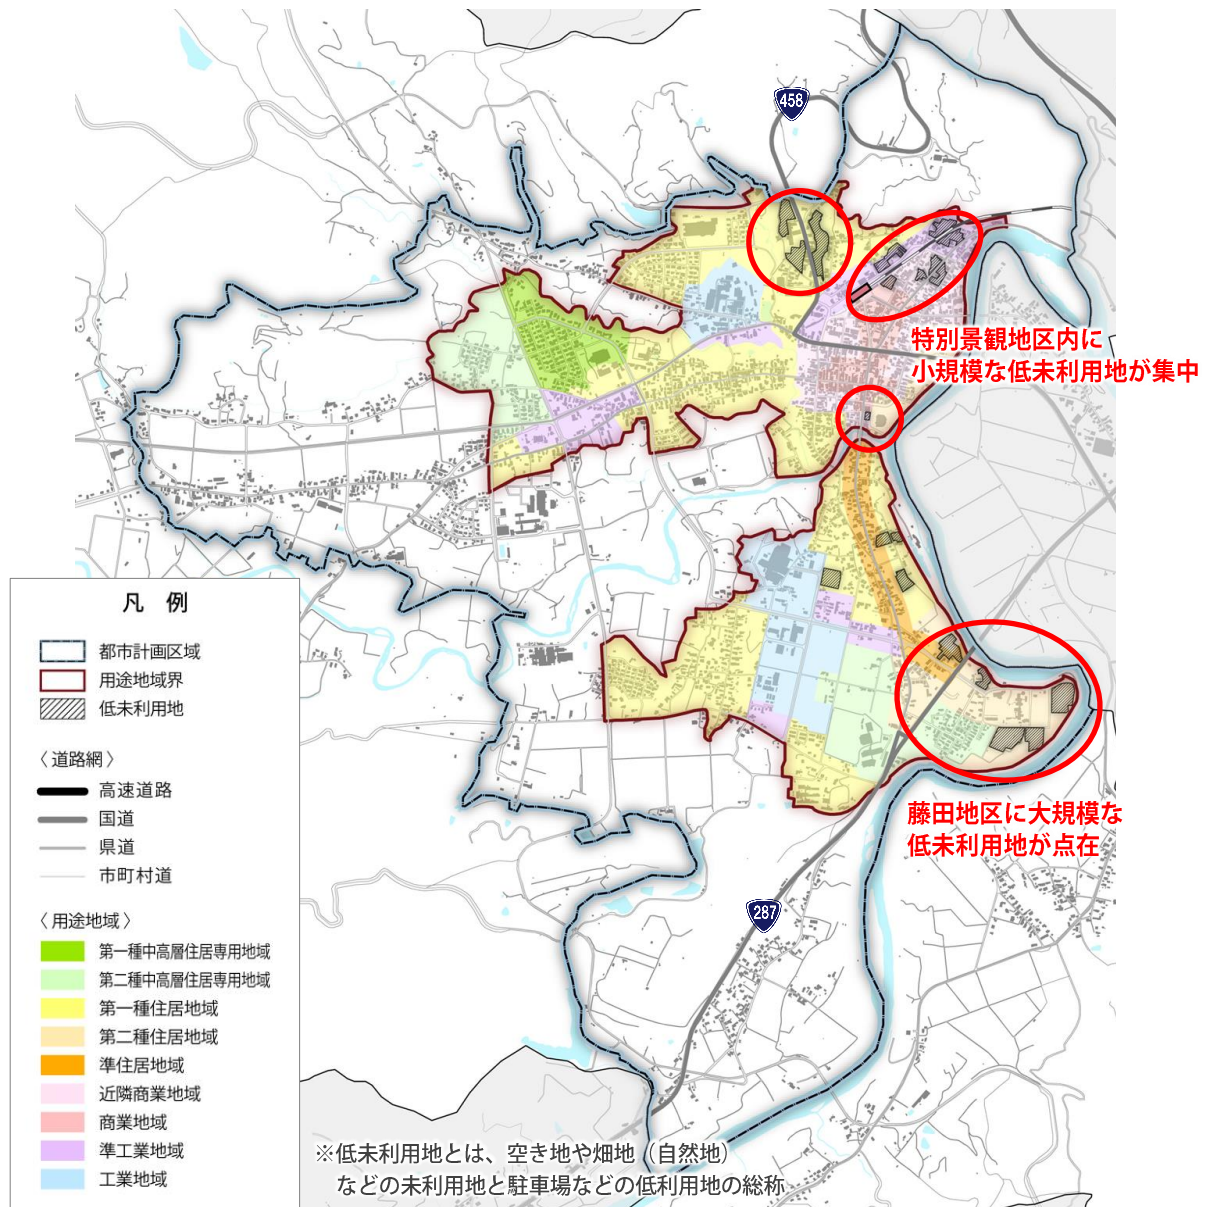 458
特別景観地区内に
小規模な低未利用地が集中
凡 例
都市計画区域
用途地域界
低未利用地
〈道路網〉
高速道路
国道
県道
市町村道
〈用途地域〉
第一種中高層住居専用地域
第二種中高層住居専用地域
第一種住居地域
第二種住居地域
準住居地域
近隣商業地域
商業地域
準工業地域
工業地域
藤田地区に大規模な
低未利用地が点在
287
※低未利用地とは、空き地や畑地（自然地）
などの未利用地と駐車場などの低利用地の総称